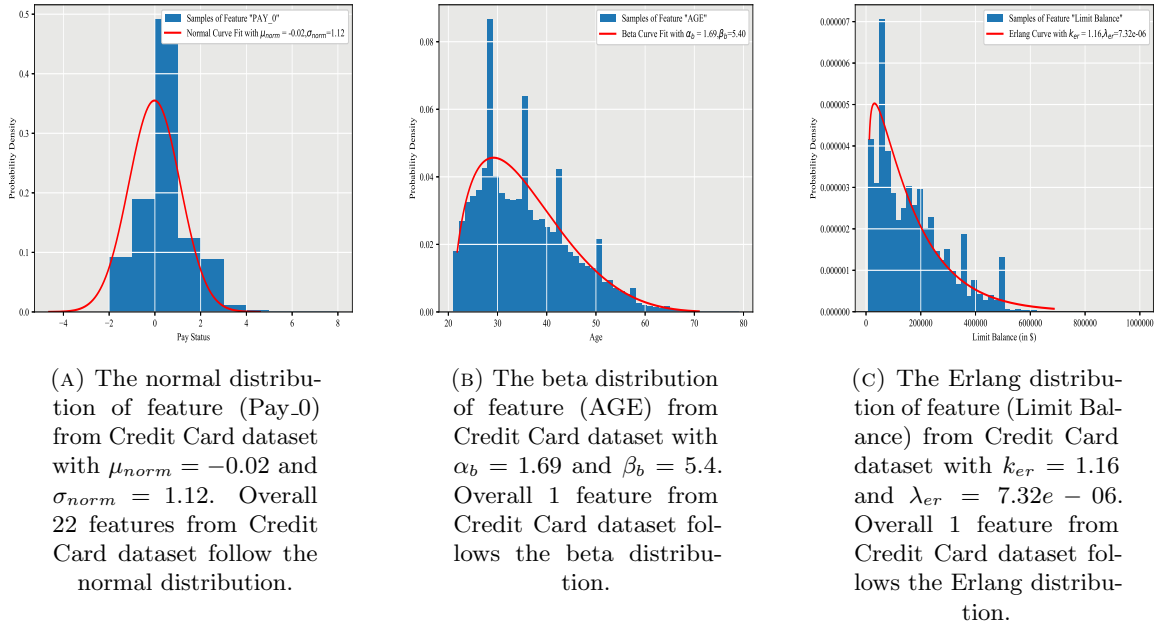 Samples of Feature "PAY_0"
Normal Curve Fit with μnorm = -0.02,σnorm=1.12
0.5
0.4
0.3
0.2
0.1
0.0
Probability Density
−4
−2
0
2
4
6
8
Pay Status
Samples of Feature "AGE"
Beta Curve Fit with αb = 1.69,βb=5.40
0.08
0.06
0.04
0.02
0.00
Probability Density
20
30
40
50
60
70
80
Age
Samples of Feature "Limit Balance"
Erlang Curve with ker = 1.16,λer=7.32e-06
0.000007
0.000006
0.000005
0.000004
0.000003
0.000002
0.000001
0.000000
Probability Density
0
200000
400000
600000
800000
1000000
Limit Balance (in $)
(A) The normal distribu-
tion of feature (Pay_0)
from Credit Card dataset
with μnorm = −0.02 and
σnorm = 1.12. Overall
22 features from Credit
Card dataset follow the
normal distribution.
(B) The beta distribution
of feature (AGE) from
Credit Card dataset with
αb = 1.69 and βb = 5.4.
Overall 1 feature from
Credit Card dataset fol-
lows the beta distribu-
tion.
(C) The Erlang distribu-
tion of feature (Limit Bal-
ance) from Credit Card
dataset with ker = 1.16
and λer = 7.32e − 06.
Overall 1 feature from
Credit Card dataset fol-
lows the Erlang distribu-
tion.